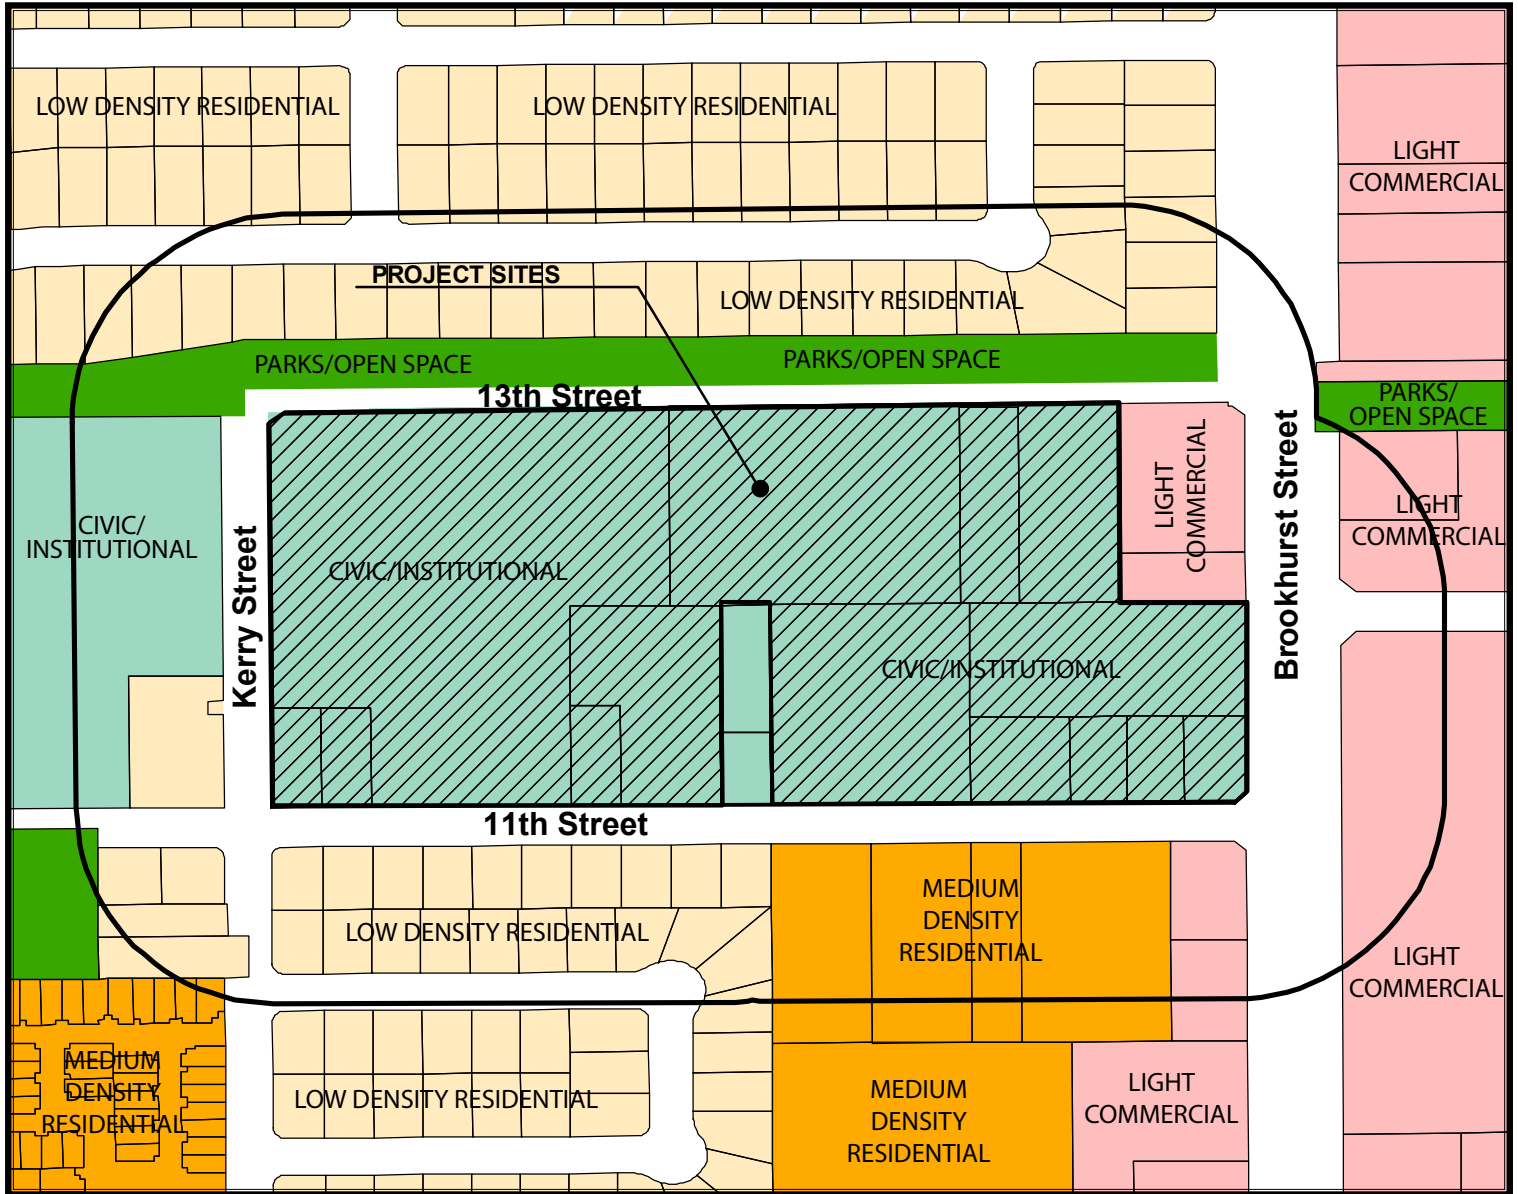 LOW DENSITY RESIDENTIAL
LOW DENSITY RESIDENTIAL
LIGHT
COMMERCIAL
PROJECT SITES
LOW DENSITY RESIDENTIAL
PARKS/OPEN SPACE
PARKS/OPEN SPACE
13th Street
PARKS/
OPEN SPACE
CIVIC/
INSTITUTIONAL
Kerry Street
CIVIC/INSTITUTIONAL
LIGHT
COMMERCIAL
Brookhurst Street
LIGHT
COMMERCIAL
CIVIC/INSTITUTIONAL
11th Street
LOW DENSITY RESIDENTIAL
MEDIUM
DENSITY
RESIDENTIAL
LIGHT
COMMERCIAL
MEDIUM
DENSITY
RESIDENTIAL
LOW DENSITY RESIDENTIAL
MEDIUM
DENSITY
RESIDENTIAL
LIGHT
COMMERCIAL